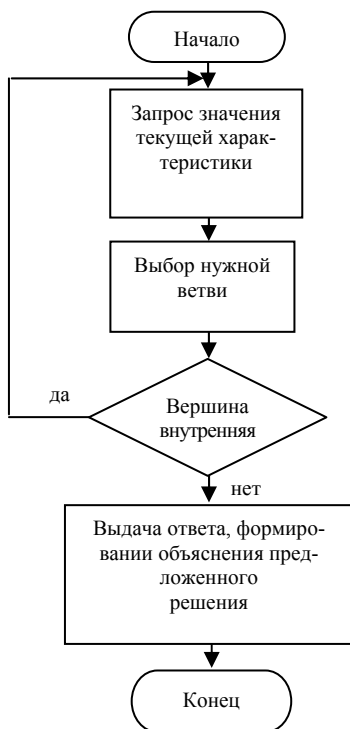 Начало
Запрос значения
текущей харак-
теристики
Выбор нужной
ветви
да
Вершина
внутренняя
нет
Выдача ответа, формиро-
вании объяснения пред-
ложенного
решения
Конец